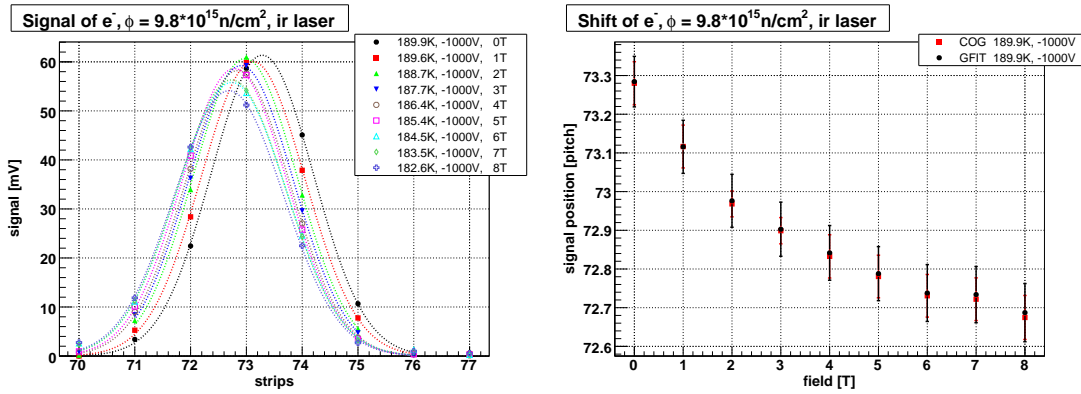 Signal of e⁻, ϕ = 9.8*10¹⁵n/cm², ir laser
signal [mV]
60
50
40
30
20
10
0
70 71 72 73 74 75 76 77
strips
189.9K, -1000V, 0T
189.6K, -1000V, 1T
188.7K, -1000V, 2T
187.7K, -1000V, 3T
186.4K, -1000V, 4T
185.4K, -1000V, 5T
184.5K, -1000V, 6T
183.5K, -1000V, 7T
182.6K, -1000V, 8T
Shift of e⁻, ϕ = 9.8*10¹⁵n/cm², ir laser
COG 189.9K, -1000V
GFIT 189.9K, -1000V
signal position [pitch]
73.3
73.2
73.1
73
72.9
72.8
72.7
72.6
0 1 2 3 4 5 6 7 8
field [T]